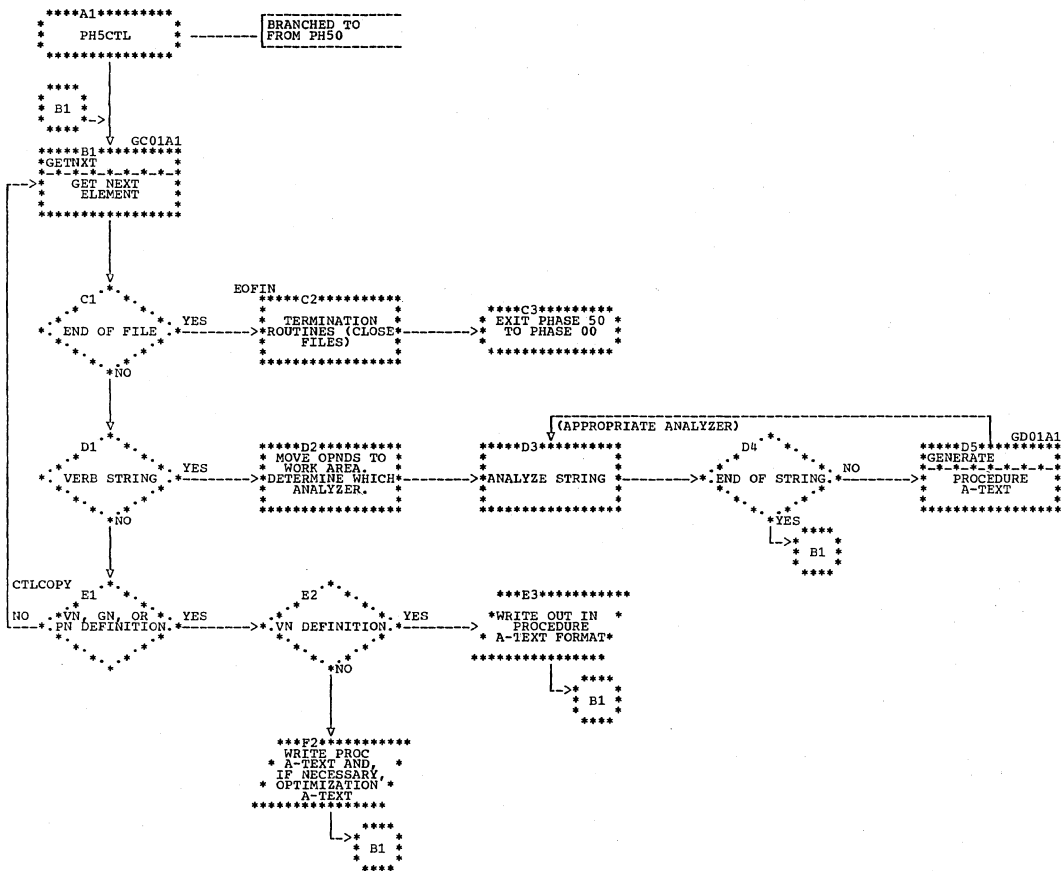 A1
PH5CTL
BRANCHED TO
FROM PH50
B1
GC01A1
B1
GETNXT
GET NEXT
ELEMENT
C1
END OF FILE
YES
NO
EOFIN
C2
TERMINATION
ROUTINES (CLOSE
FILES)
C3
EXIT PHASE 50
TO PHASE 00
D1
VERB STRING
YES
NO
D2
MOVE OPNDS TO
WORK AREA.
DETERMINE WHICH
ANALYZER.
(APPROPRIATE ANALYZER)
D3
ANALYZE STRING
D4
END OF STRING
NO
YES
B1
GD01A1
D5
GENERATE
PROCEDURE
A-TEXT
CTLCOPY
E1
VN, GN, OR
PN DEFINITION
NO
YES
E2
VN DEFINITION
YES
NO
E3
WRITE OUT IN
PROCEDURE
A-TEXT FORMAT
B1
F2
WRITE PROC
A-TEXT AND,
IF NECESSARY,
OPTIMIZATION
A-TEXT
B1